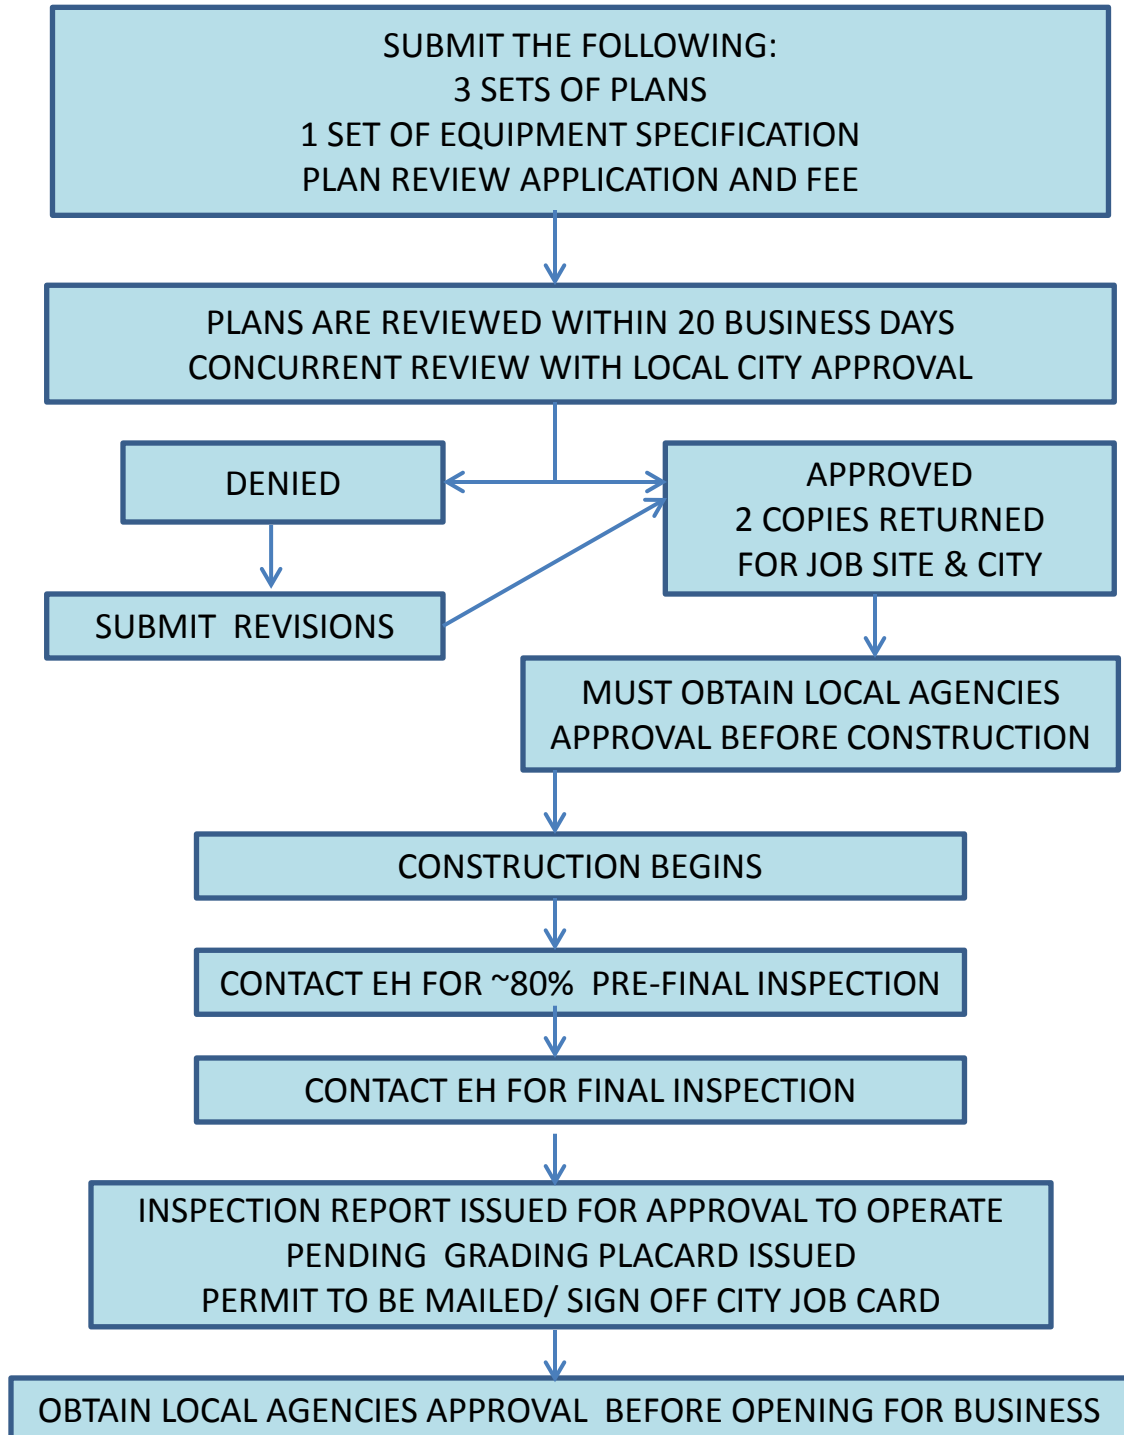 SUBMIT THE FOLLOWING:
3 SETS OF PLANS
1 SET OF EQUIPMENT SPECIFICATION
PLAN REVIEW APPLICATION AND FEE
PLANS ARE REVIEWED WITHIN 20 BUSINESS DAYS
CONCURRENT REVIEW WITH LOCAL CITY APPROVAL
DENIED
APPROVED
2 COPIES RETURNED
FOR JOB SITE & CITY
SUBMIT  REVISIONS
MUST OBTAIN LOCAL AGENCIES
APPROVAL BEFORE CONSTRUCTION
CONSTRUCTION BEGINS
CONTACT EH FOR ~80%  PRE-FINAL INSPECTION
CONTACT EH FOR FINAL INSPECTION
INSPECTION REPORT ISSUED FOR APPROVAL TO OPERATE
PENDING  GRADING PLACARD ISSUED
PERMIT TO BE MAILED/ SIGN OFF CITY JOB CARD
OBTAIN LOCAL AGENCIES APPROVAL  BEFORE OPENING FOR BUSINESS